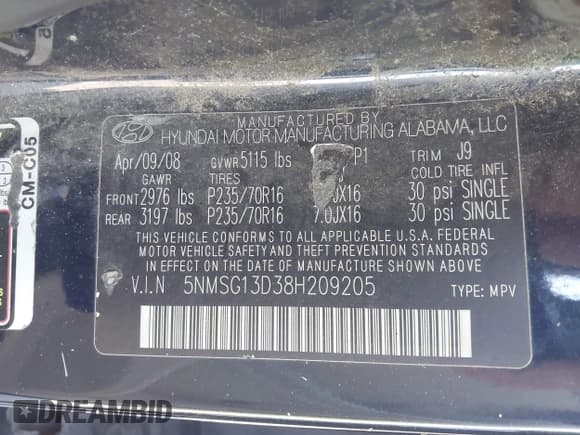 MANUFACTURED BY
HYUNDAI MOTOR MANUFACTURING ALABAMA, LLC
Apr/09/08 GVWR 5115 lbs P1 TRIM J9
GAWR TIRES COLD TIRE INFL
FRONT 2976 lbs P235/70R16 JX16 30 psi SINGLE
REAR 3197 lbs P235/70R16 7.0JX16 30 psi SINGLE
THIS VEHICLE CONFORMS TO ALL APPLICABLE U.S.A. FEDERAL
MOTOR VEHICLE SAFETY AND THEFT PREVENTION STANDARDS
IN EFFECT ON THE DATE OF MANUFACTURE SHOWN ABOVE.
V.I.N 5NMSG13D38H209205 TYPE: MPV
CM-C05
DREAMBID